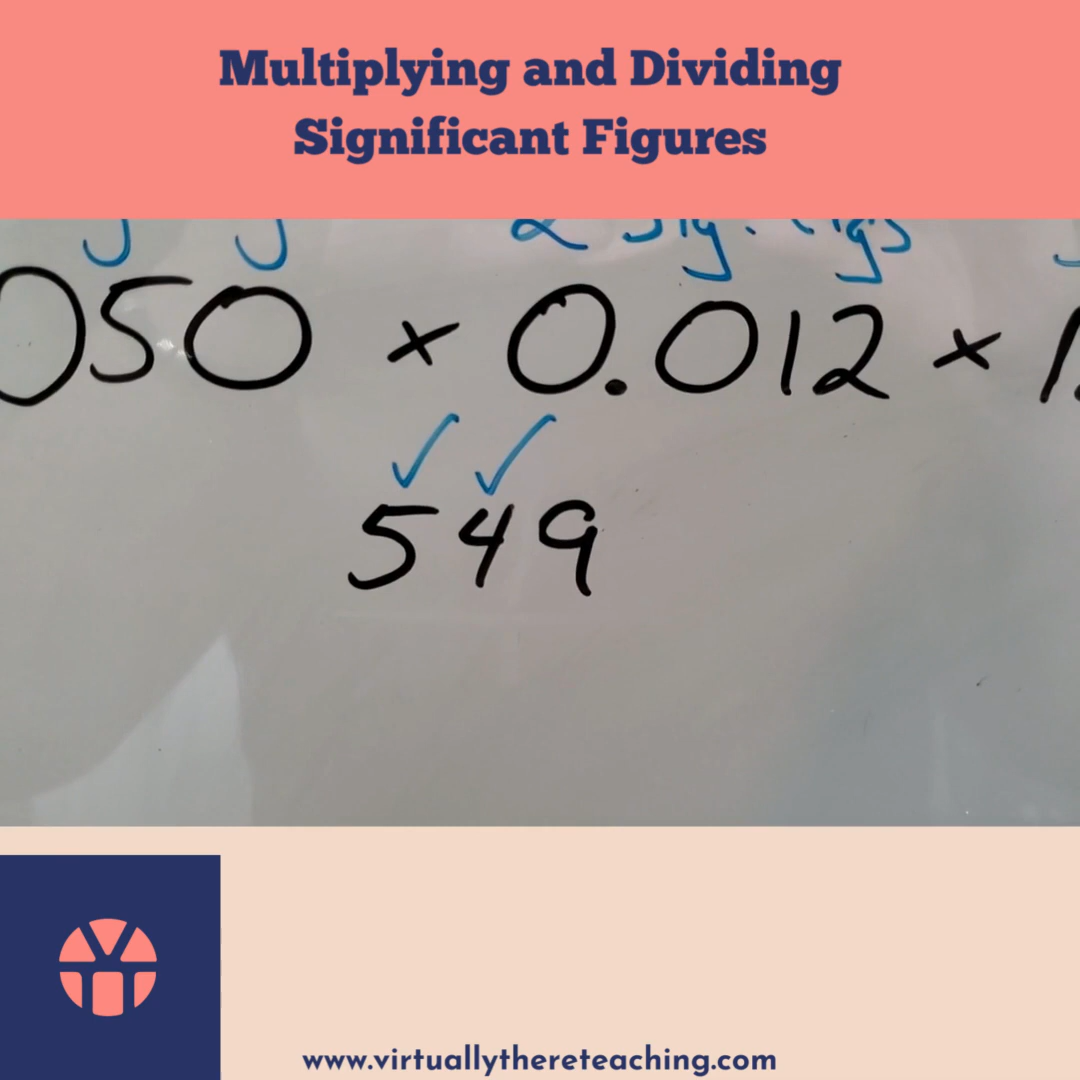 Multiplying and Dividing
Significant Figures
2 sig. figs
050 × 0.012 × 1.
549
www.virtuallythereteaching.com